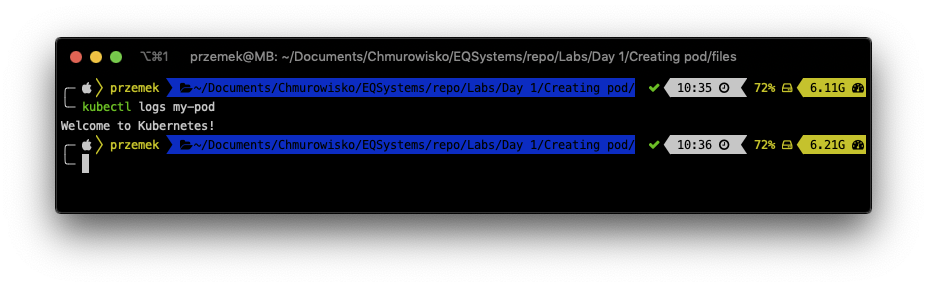 ⌥⌘1 przemek@MB: ~/Documents/Chmurowisko/EQSystems/repo/Labs/Day 1/Creating pod/files
przemek ~/Documents/Chmurowisko/EQSystems/repo/Labs/Day 1/Creating pod/ ✔ 10:35 72% 6.11G
kubectl logs my-pod
Welcome to Kubernetes!
przemek ~/Documents/Chmurowisko/EQSystems/repo/Labs/Day 1/Creating pod/ ✔ 10:36 72% 6.21G